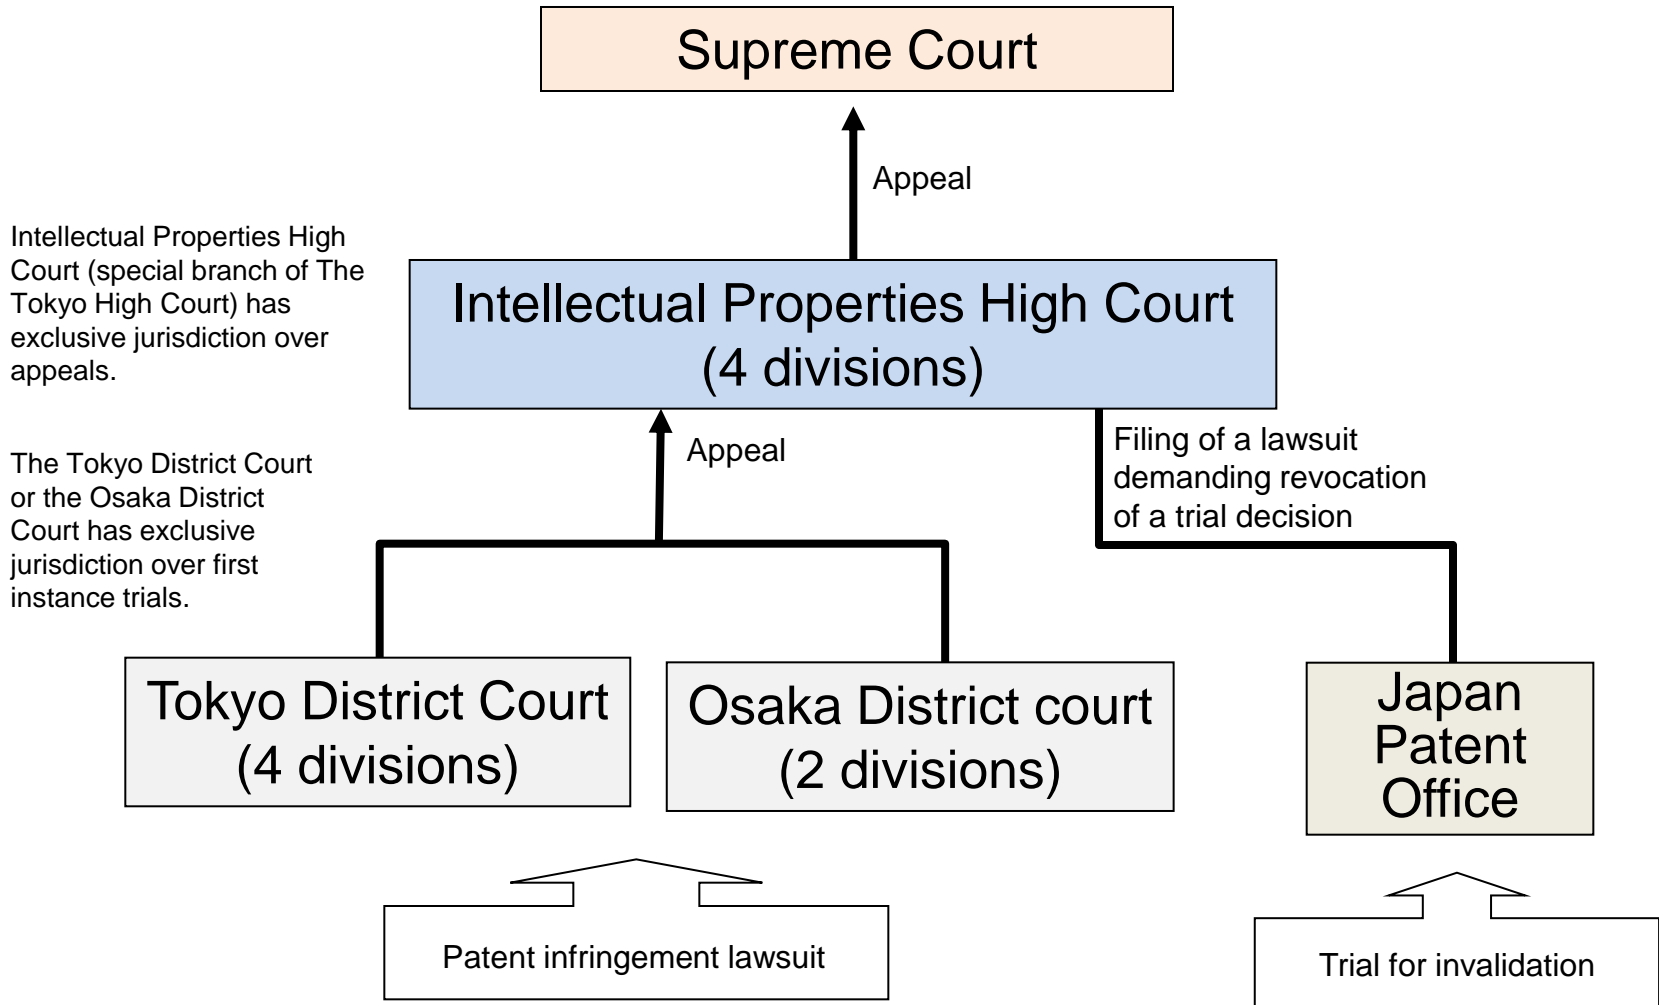 Supreme Court
Appeal
Intellectual Properties High
Court (special branch of The
Tokyo High Court) has
exclusive jurisdiction over
appeals.
Intellectual Properties High Court
(4 divisions)
The Tokyo District Court
or the Osaka District
Court has exclusive
jurisdiction over first
instance trials.
Appeal
Filing of a lawsuit
demanding revocation
of a trial decision
Tokyo District Court
(4 divisions)
Osaka District court
(2 divisions)
Japan
Patent
Office
Patent infringement lawsuit
Trial for invalidation